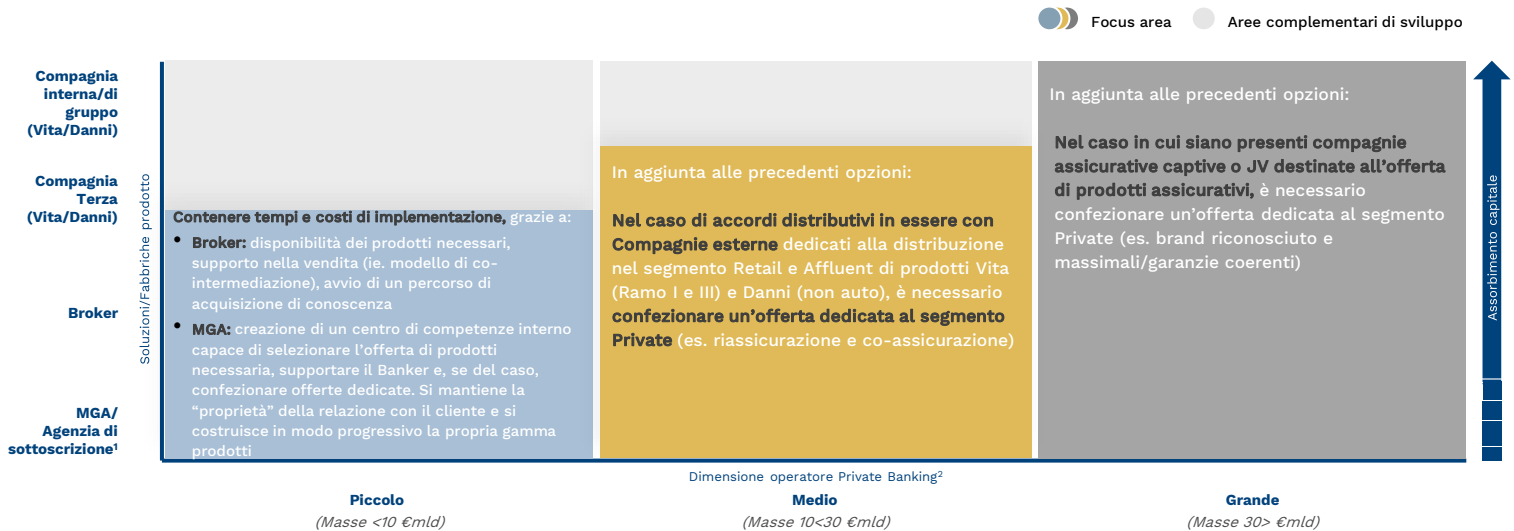 Focus area
Aree complementari di sviluppo
Compagnia
interna/di
gruppo
(Vita/Danni)
Compagnia
Terza
(Vita/Danni)
Broker
MGA/
Agenzia di
sottoscrizione¹
Soluzioni/Fabbriche prodotto
Contenere tempi e costi di implementazione, grazie a:
• Broker: disponibilità dei prodotti necessari,
supporto nella vendita (ie. modello di co-
intermediazione), avvio di un percorso di
acquisizione di conoscenza
• MGA: creazione di un centro di competenze interno
capace di selezionare l’offerta di prodotti
necessaria, supportare il Banker e, se del caso,
confezionare offerte dedicate. Si mantiene la
“proprietà” della relazione con il cliente e si
costruisce in modo progressivo la propria gamma
prodotti
In aggiunta alle precedenti opzioni:
Nel caso di accordi distributivi in essere con
Compagnie esterne dedicati alla distribuzione
nel segmento Retail e Affluent di prodotti Vita
(Ramo I e III) e Danni (non auto), è necessario
confezionare un’offerta dedicata al segmento
Private (es. riassicurazione e co-assicurazione)
In aggiunta alle precedenti opzioni:
Nel caso in cui siano presenti compagnie
assicurative captive o JV destinate all’offerta
di prodotti assicurativi, è necessario
confezionare un’offerta dedicata al segmento
Private (es. brand riconosciuto e
massimali/garanzie coerenti)
Assorbimento capitale
Dimensione operatore Private Banking²
Piccolo
(Masse <10 €mld)
Medio
(Masse 10<30 €mld)
Grande
(Masse 30> €mld)